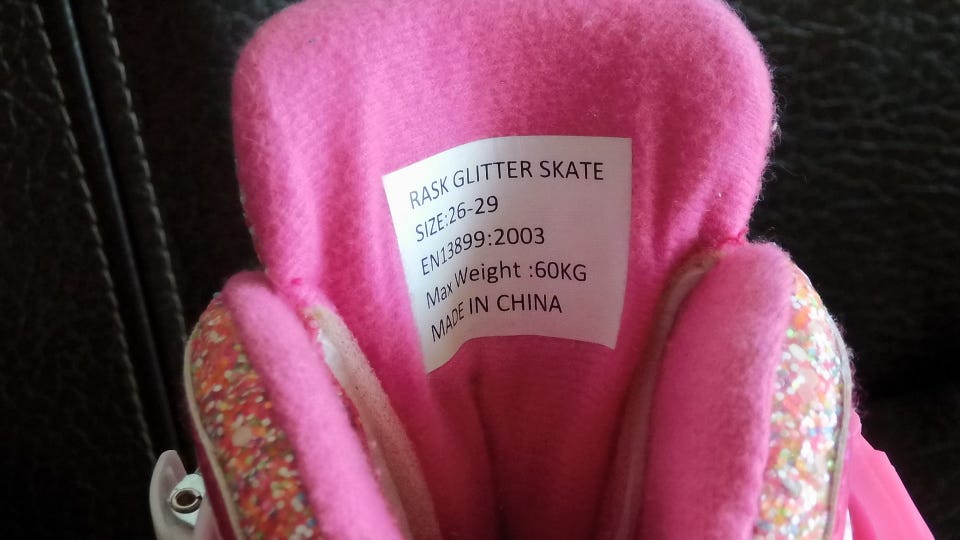 RASK GLITTER SKATE
SIZE:26-29
EN13899:2003
Max Weight :60KG
MADE IN CHINA